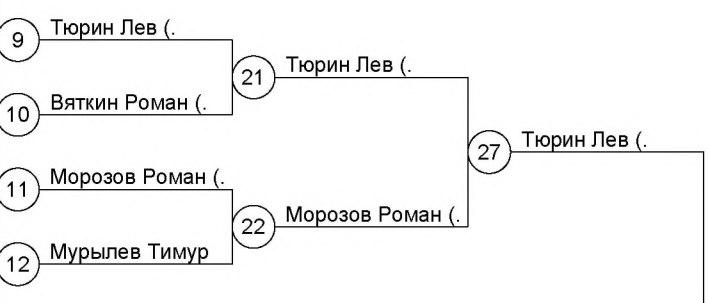 9 Тюрин Лев (.
21 Тюрин Лев (.
10 Вяткин Роман (.
27 Тюрин Лев (.
11 Морозов Роман (.
22 Морозов Роман (.
12 Мурылев Тимур